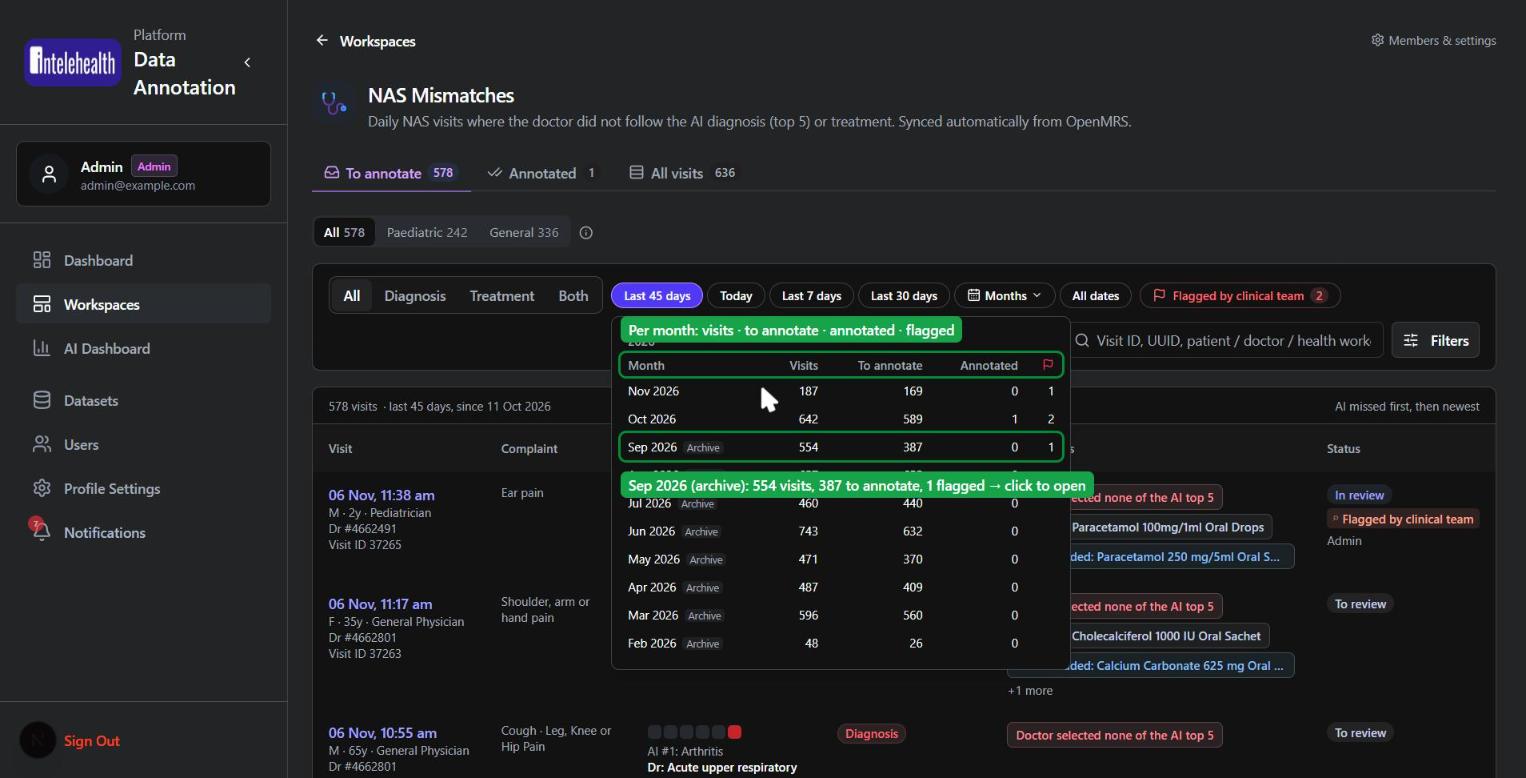 intelehealth
Platform
Data
Annotation
Admin Admin
admin@example.com
Dashboard
Workspaces
AI Dashboard
Datasets
Users
Profile Settings
7
Notifications
Sign Out
Workspaces
Members & settings
NAS Mismatches
Daily NAS visits where the doctor did not follow the AI diagnosis (top 5) or treatment. Synced automatically from OpenMRS.
To annotate 578 Annotated 1 All visits 636
All 578 Paediatric 242 General 336
All Diagnosis Treatment Both Last 45 days Today Last 7 days Last 30 days Months All dates Flagged by clinical team 2
Per month: visits · to annotate · annotated · flagged
Visit ID, UUID, patient / doctor / health work
Filters
Month Visits To annotate Annotated
Nov 2026 187 169 0 1
Oct 2026 642 589 1 2
Sep 2026 Archive 554 387 0 1
Sep 2026 (archive): 554 visits, 387 to annotate, 1 flagged → click to open
Jul 2026 Archive 460 440 0
Jun 2026 Archive 743 632 0
May 2026 Archive 471 370 0
Apr 2026 Archive 487 409 0
Mar 2026 Archive 596 560 0
Feb 2026 Archive 48 26 0
578 visits · last 45 days, since 11 Oct 2026
AI missed first, then newest
Visit Complaint Status
06 Nov, 11:38 am
M · 2y · Pediatrician
Dr #4662491
Visit ID 37265
Ear pain
ected none of the AI top 5
Paracetamol 100mg/1ml Oral Drops
ded: Paracetamol 250 mg/5ml Oral S...
In review
Flagged by clinical team
Admin
06 Nov, 11:17 am
F · 35y · General Physician
Dr #4662801
Visit ID 37263
Shoulder, arm or
hand pain
ected none of the AI top 5
Cholecalciferol 1000 IU Oral Sachet
ded: Calcium Carbonate 625 mg Oral ...
+1 more
To review
06 Nov, 10:55 am
M · 65y · General Physician
Dr #4662801
Cough · Leg, Knee or
Hip Pain
AI #1: Arthritis
Dr: Acute upper respiratory
Diagnosis
Doctor selected none of the AI top 5
To review